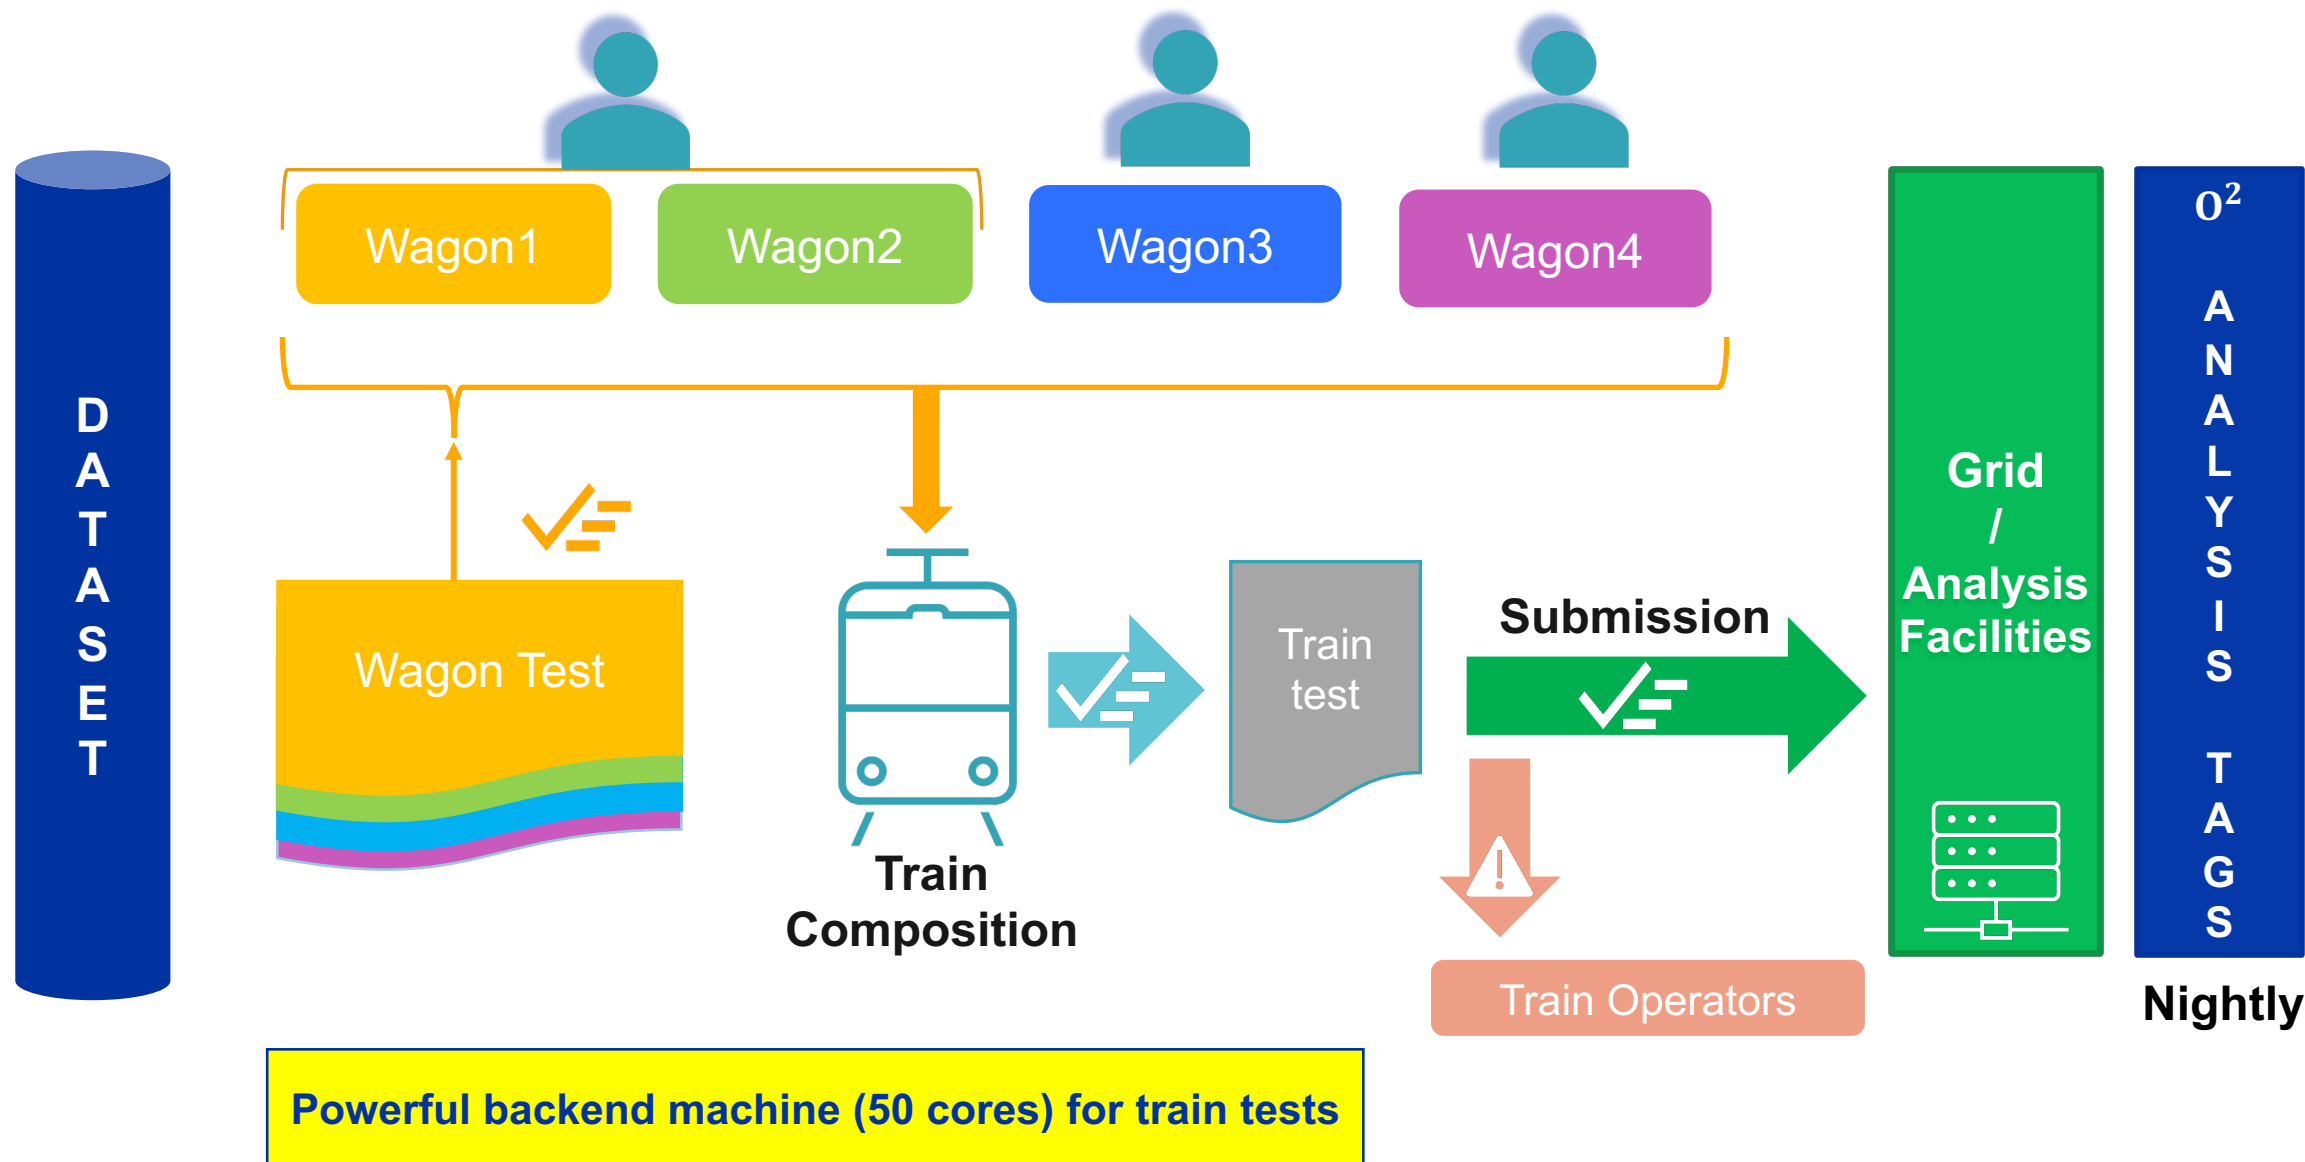 DATASET
Wagon1
Wagon2
Wagon3
Wagon4
Wagon Test
Train
Composition
Train
test
Submission
Train Operators
Grid
/
Analysis
Facilities
O² ANALYSIS TAGS
Nightly
Powerful backend machine (50 cores) for train tests